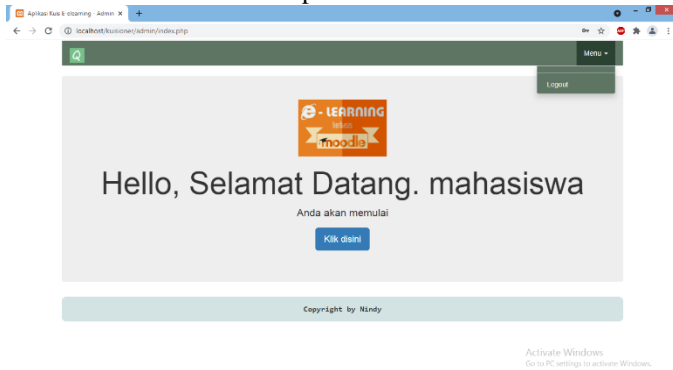 Aplikasi Kuis E-elearning - Admin
localhost/kuisioner/admin/index.php
Q
Menu
Logout
e - LEARNING
moodle
Hello, Selamat Datang. mahasiswa
Anda akan memulai
Klik disini
Copyright by Nindy
Activate Windows
Go to PC settings to activate Windows.